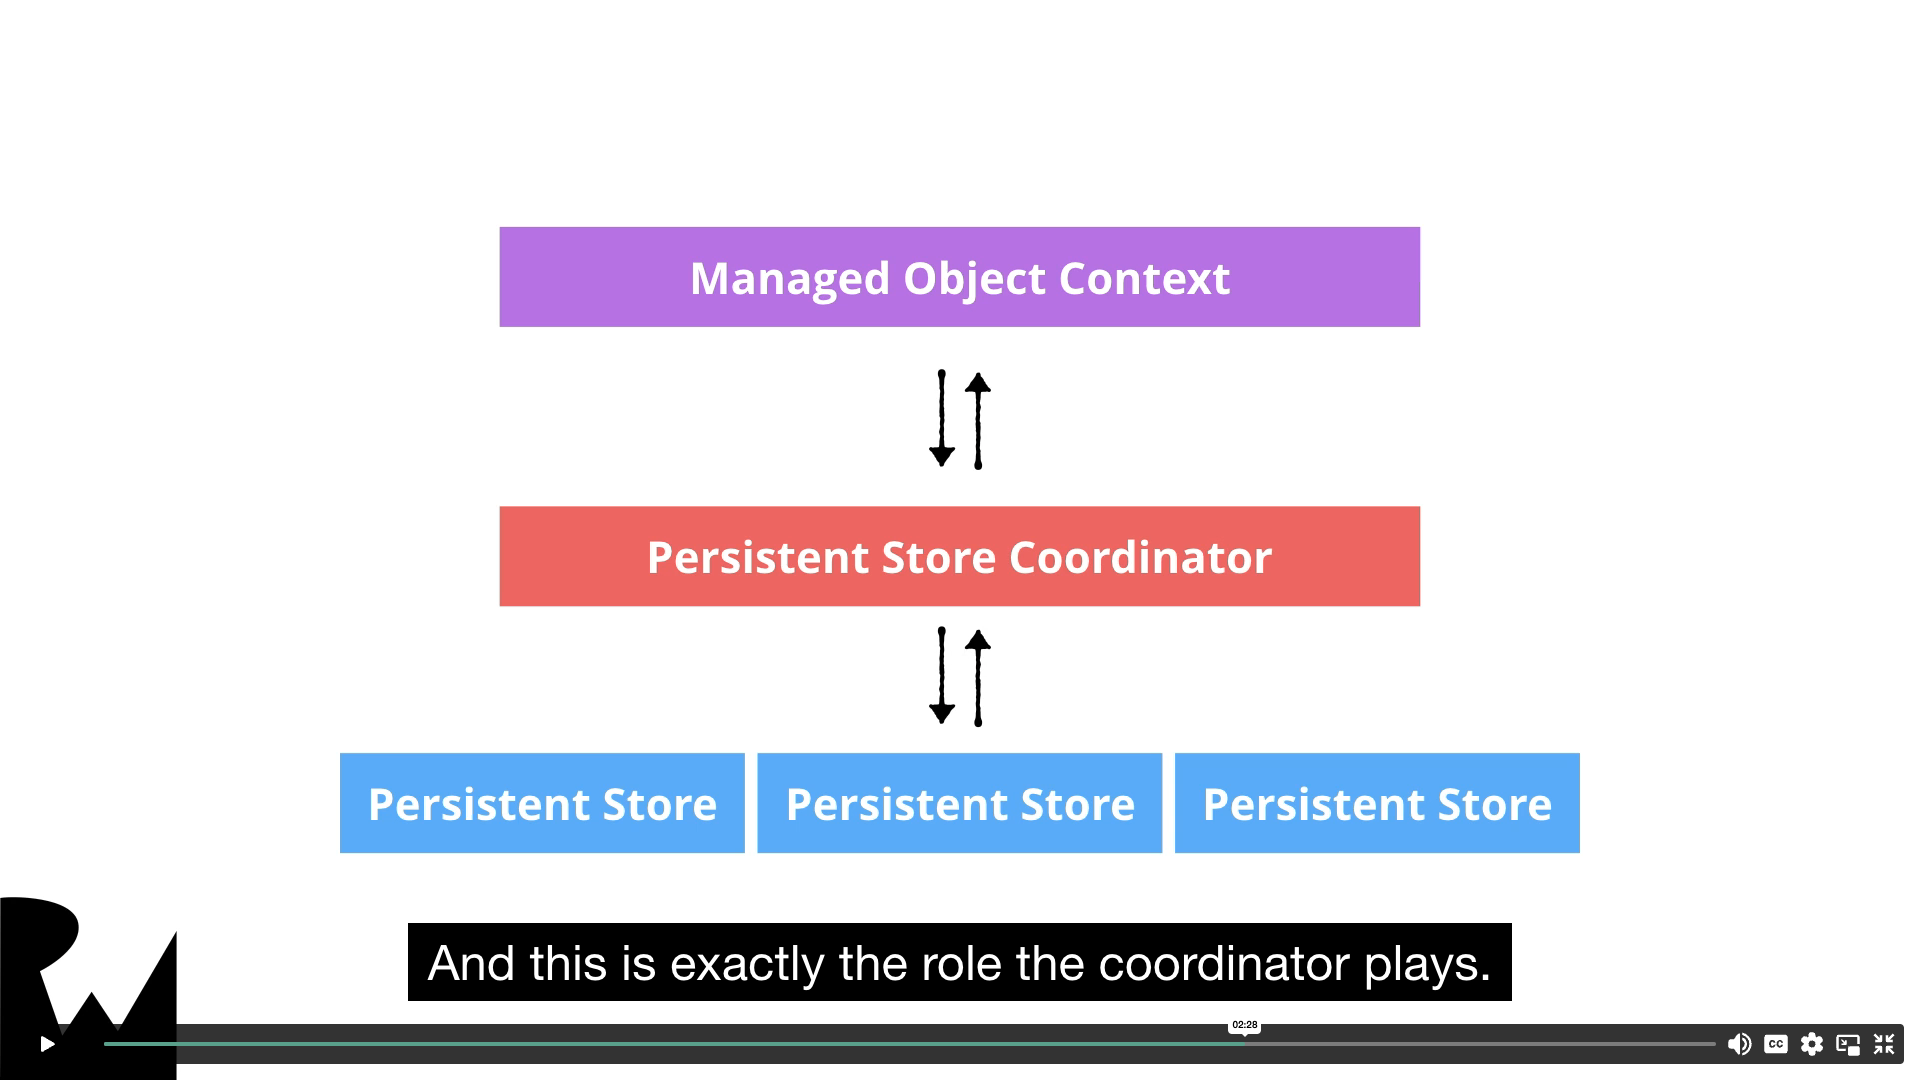 Managed Object Context
Persistent Store Coordinator
Persistent Store Persistent Store Persistent Store
And this is exactly the role the coordinator plays.
02:28
CC